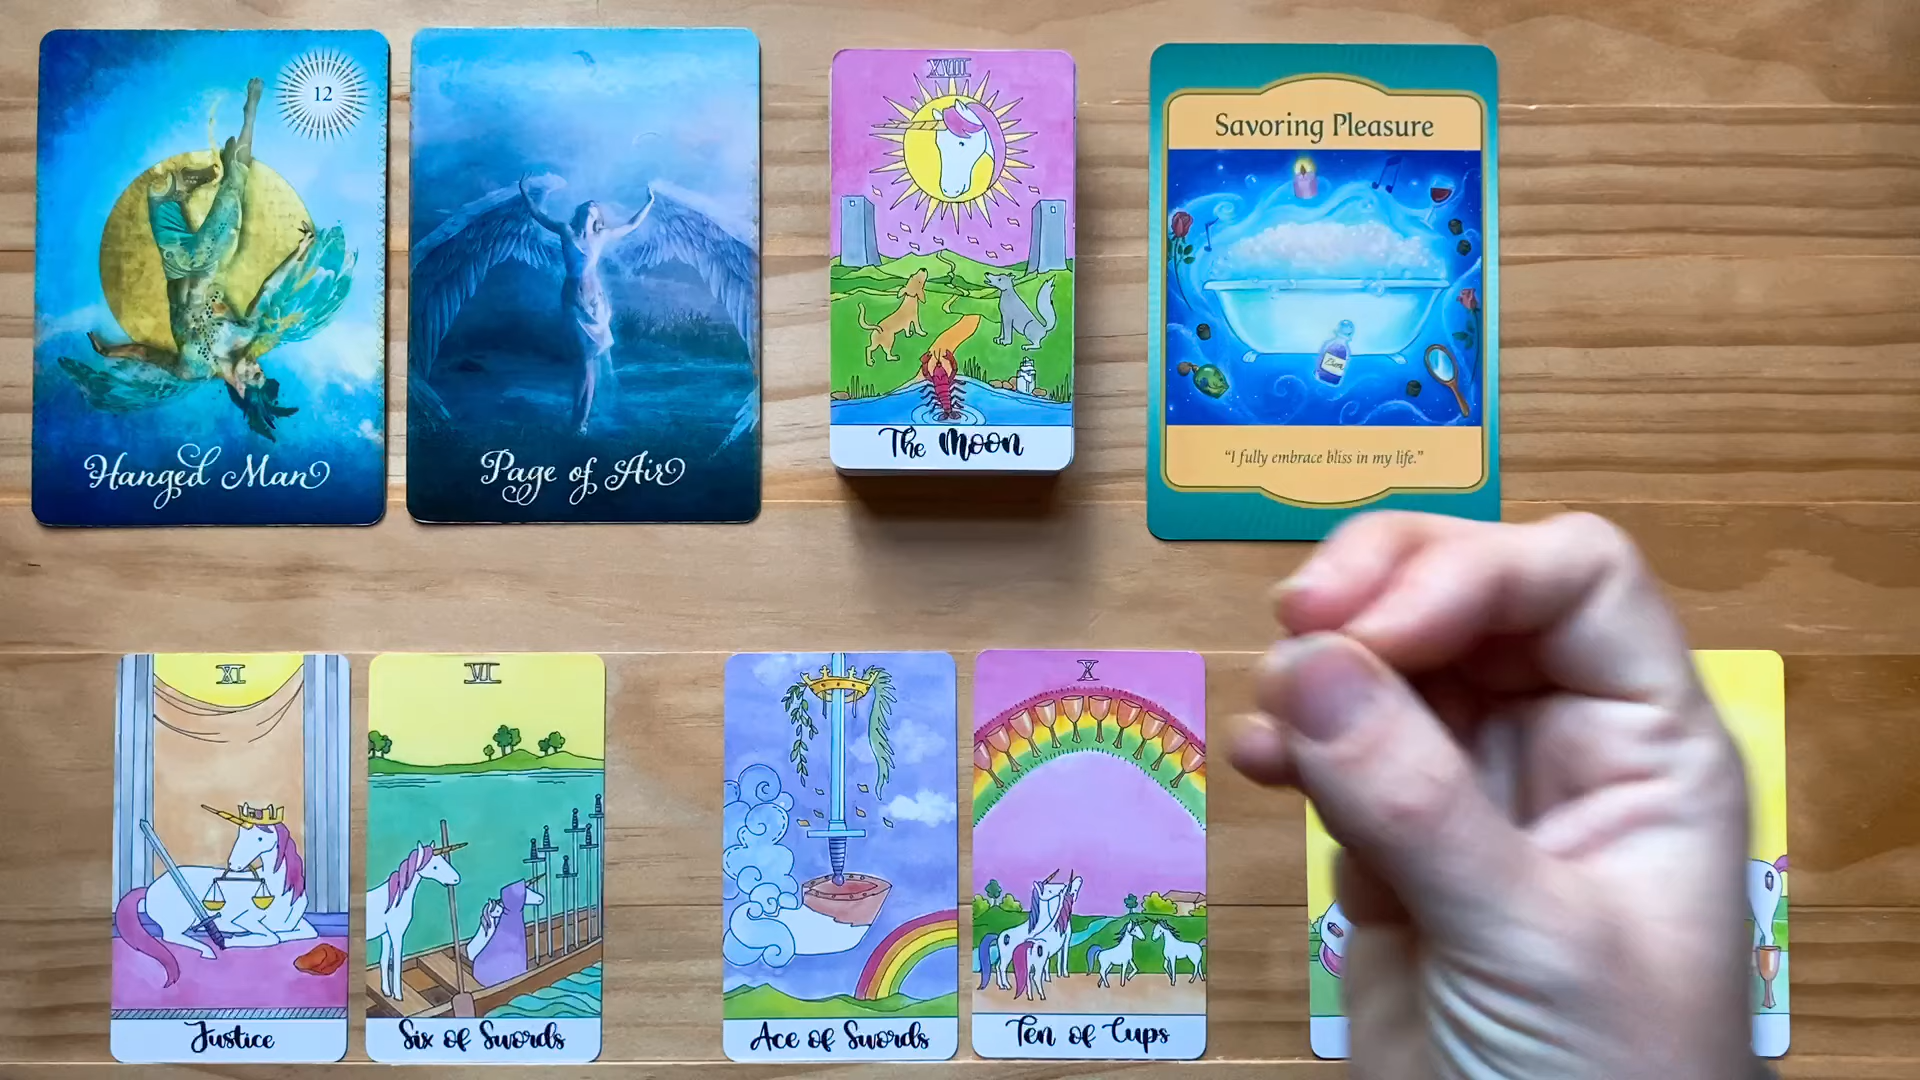 12
Hanged Man
Page of Air
XVIII
The Moon
Savoring Pleasure
"I fully embrace bliss in my life."
XI
Justice
VI
Six of Swords
Ace of Swords
X
Ten of Cups